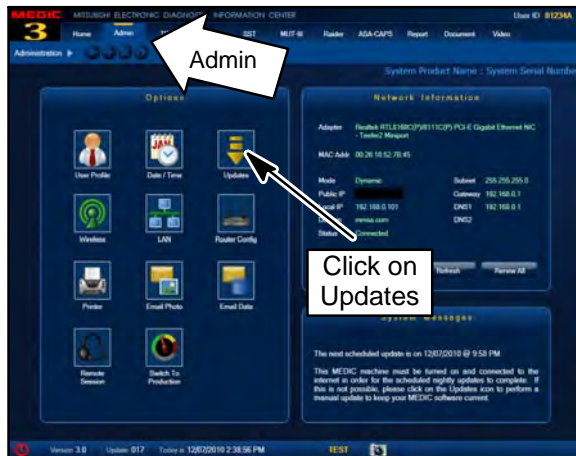 MEDIC MITSUBISHI ELECTRONIC DIAGNOSTIC INFORMATION CENTER User ID 81234A
3 Home Admin SST MUT-III Raider ASA-CAPS Report Document Video
Administration
Admin
System Product Name : System Serial Number
Options
User Profile Date / Time Updates
Wireless LAN Router Config
Printer Email Photo Email Data
Remote Session Switch To Production
Click on
Updates
Network Information
Adapter Realtek RTL8168C(P)/8111C(P) PCI-E Gigabit Ethernet NIC
- Teefer2 Miniport
MAC Addr 00:26:18:52:7B:45
Mode Dynamic Subnet 255.255.255.0
Public IP Gateway 192.168.0.1
Local IP 192.168.0.101 DNS1 192.168.0.1
mmsa.com DNS2
Status Connected
Refresh Renew All
System Messages
The next scheduled update is on 12/07/2010 @ 9:58 PM
This MEDIC machine must be turned on and connected to the
internet in order for the scheduled nightly updates to complete. If
this is not possible, please click on the Updates icon to perform a
manual update to keep your MEDIC software current.
Version 3.0 Update 017 Today is 12/07/2010 2:38:56 PM TEST